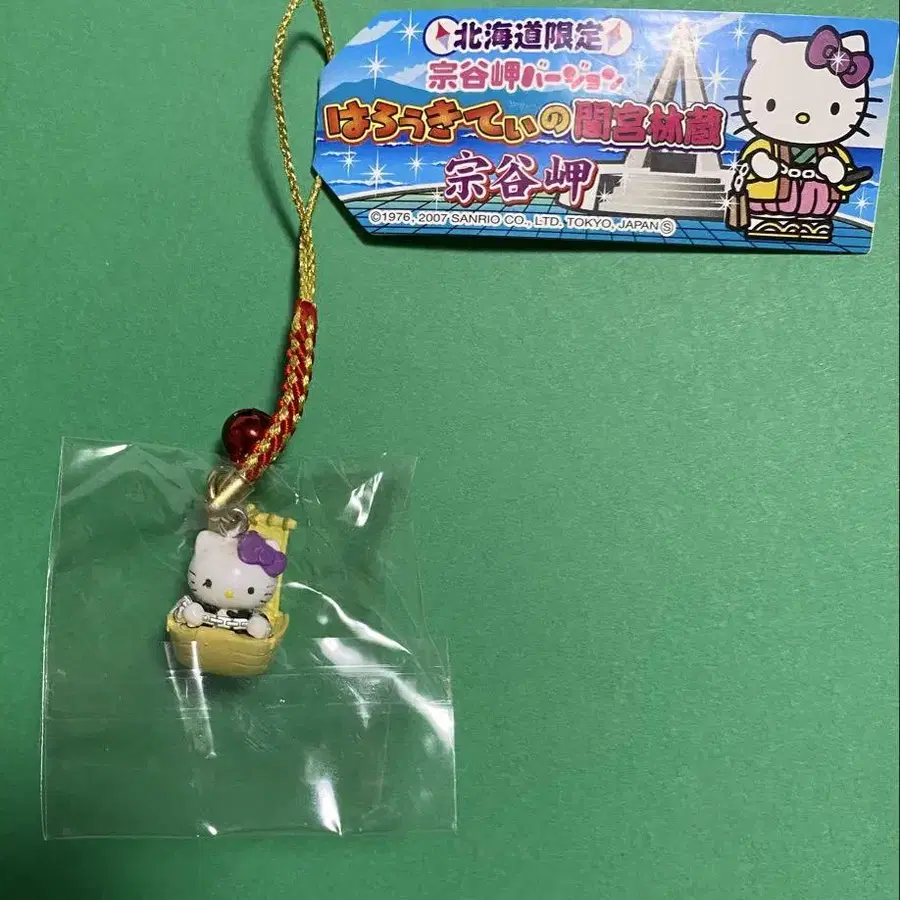 北海道限定
宗谷岬バージョン
はろうきてぃの間宮林蔵
宗谷岬
©1976, 2007 SANRIO CO., LTD. TOKYO, JAPAN Ⓢ